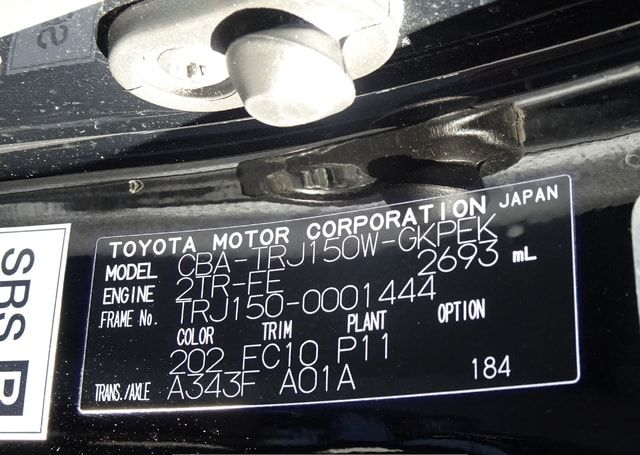 TOYOTA MOTOR CORPORATION JAPAN
MODEL CBA-TRJ150W-GKPEK
ENGINE 2TR-FE 2693 mL
FRAME No. TRJ150-0001444
COLOR TRIM PLANT OPTION
202 FC10 P11
TRANS./AXLE A343F A01A 184
SRS R